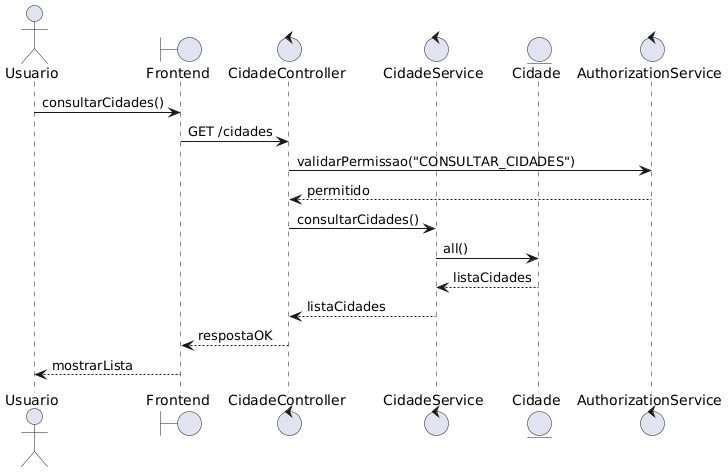 Usuario
Frontend
CidadeController
CidadeService
Cidade
AuthorizationService
consultarCidades()
GET /cidades
validarPermissao("CONSULTAR_CIDADES")
permitido
consultarCidades()
all()
listaCidades
listaCidades
respostaOK
mostrarLista
Usuario
Frontend
CidadeController
CidadeService
Cidade
AuthorizationService